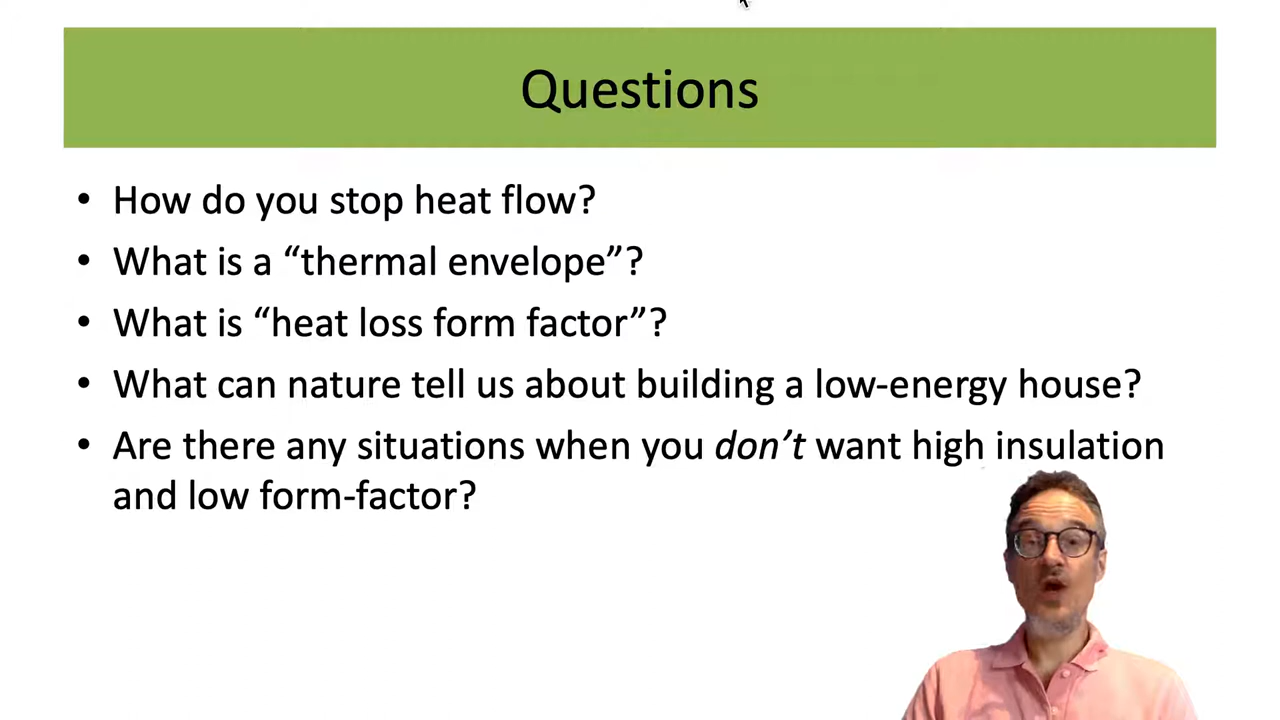 Questions
• How do you stop heat flow?
• What is a “thermal envelope”?
• What is “heat loss form factor”?
• What can nature tell us about building a low-energy house?
• Are there any situations when you don’t want high insulation
and low form-factor?